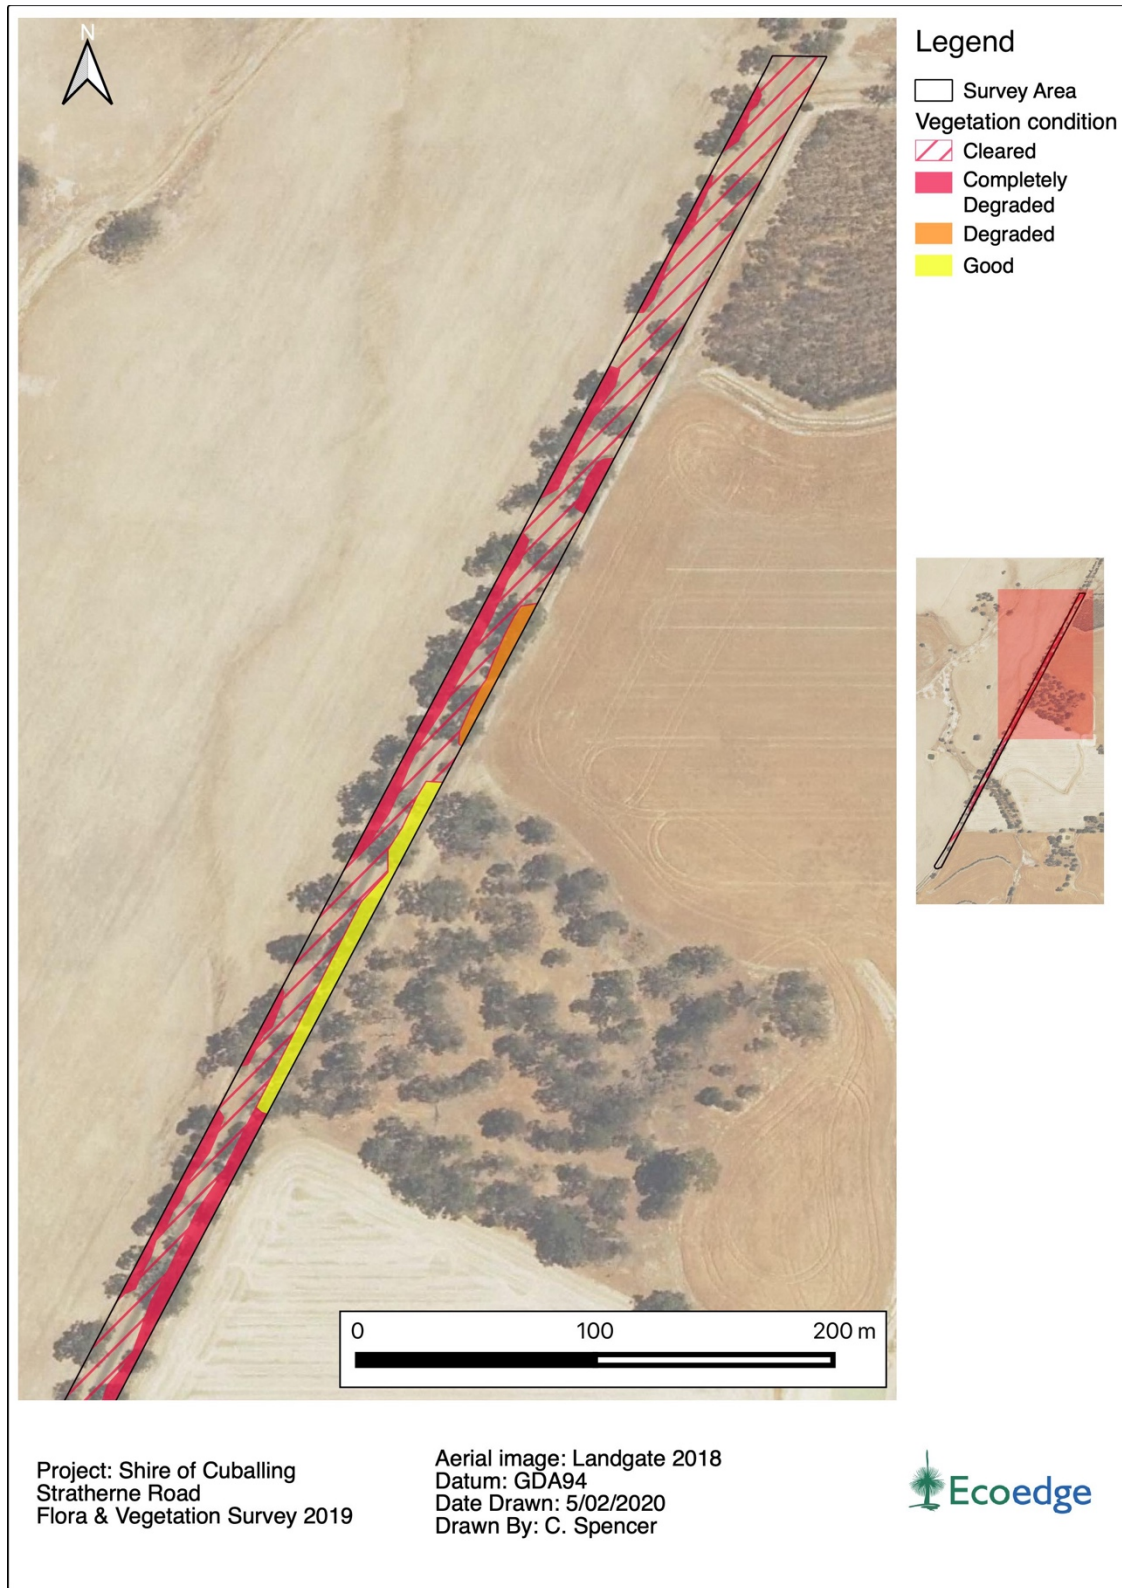 N
Legend
Survey Area
Vegetation condition
Cleared
Completely
Degraded
Degraded
Good
0 100 200 m
Project: Shire of Cuballing
Stratherne Road
Flora & Vegetation Survey 2019
Aerial image: Landgate 2018
Datum: GDA94
Date Drawn: 5/02/2020
Drawn By: C. Spencer
Ecoedge